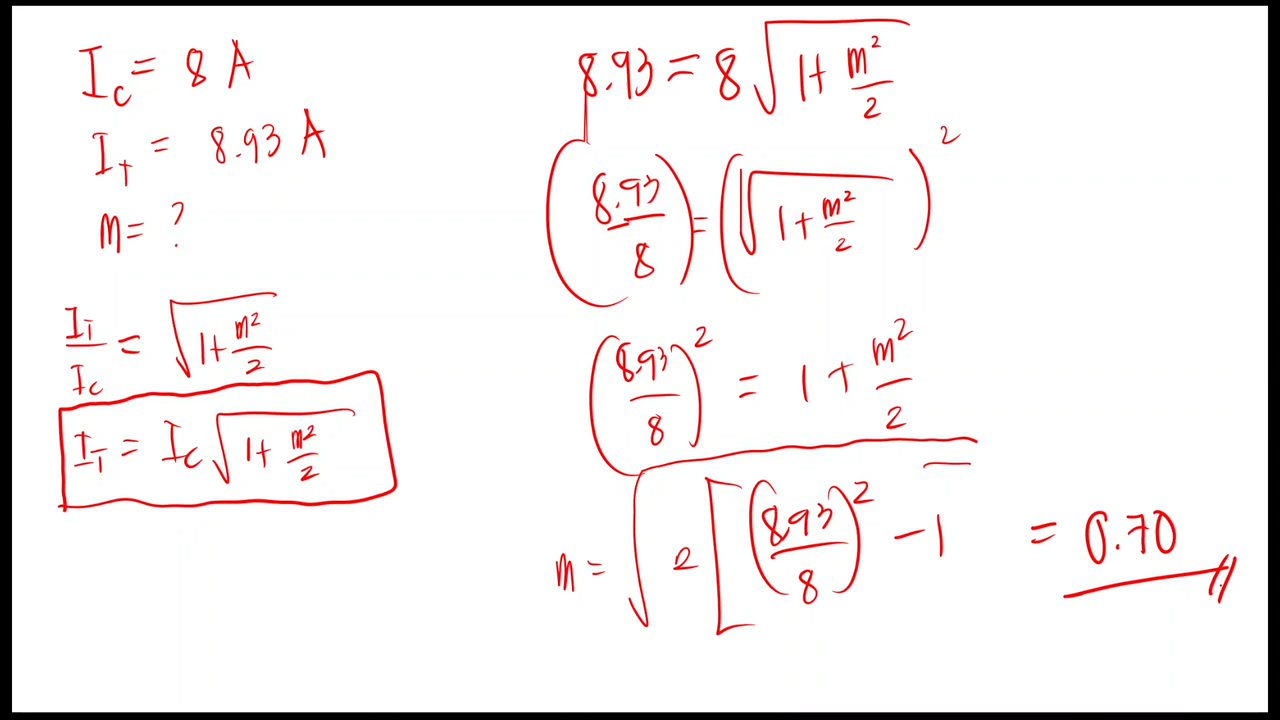 I_c = 8 A
I_T = 8.93 A
m = ?
I_T / I_c = √(1 + m²/2)
I_T = I_c √(1 + m²/2)
8.93 = 8 √(1 + m²/2)
(8.93 / 8) = (√(1 + m²/2))²
(8.93 / 8)² = 1 + m²/2
m = √(2 [(8.93 / 8)² − 1 = 0.70